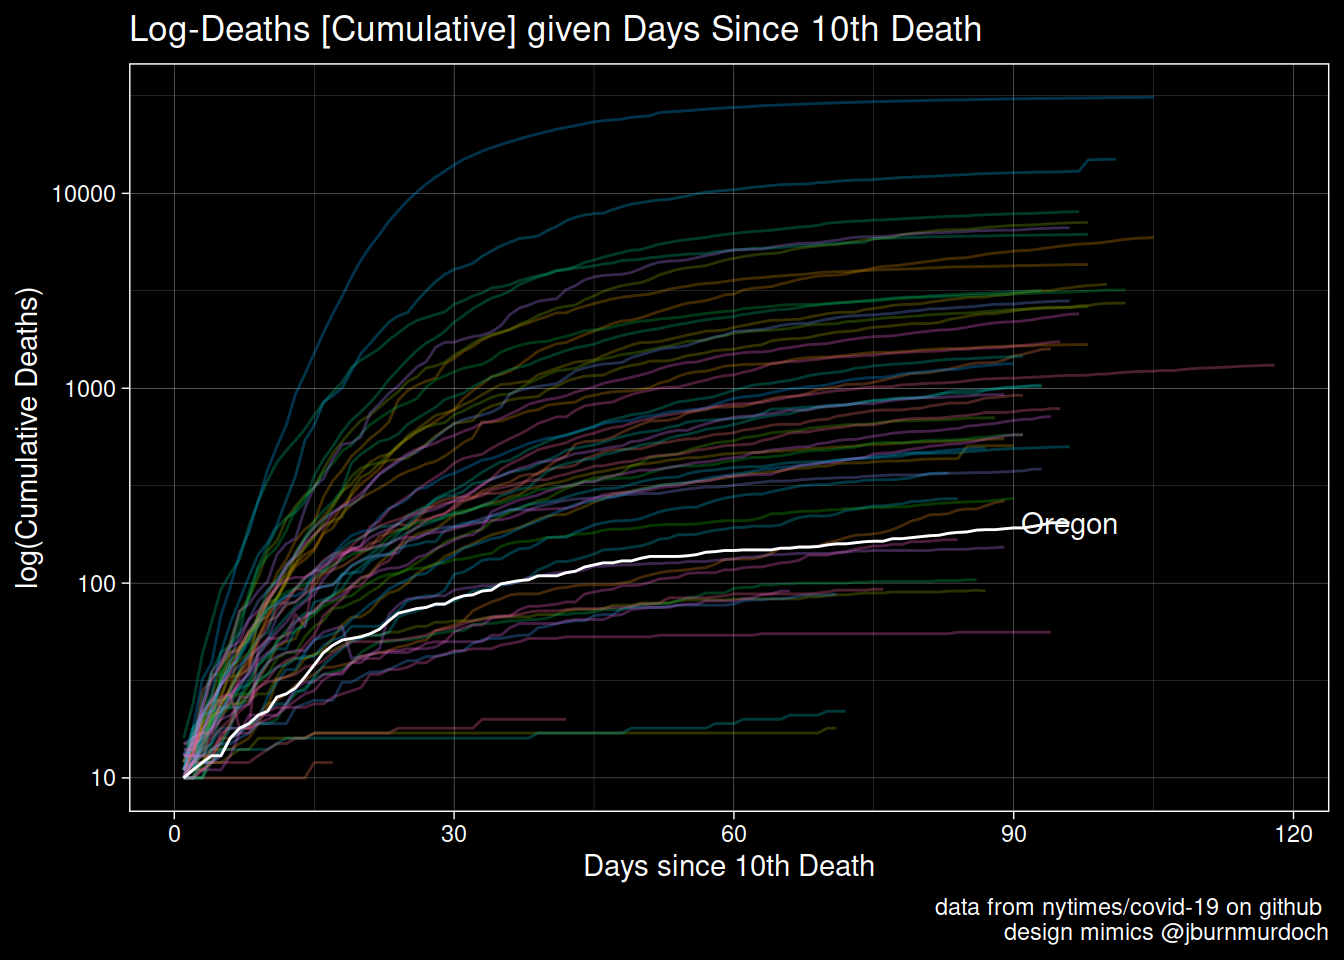 Log-Deaths [Cumulative] given Days Since 10th Death
log(Cumulative Deaths)
10000
1000
100
10
Oregon
0 30 60 90 120
Days since 10th Death
data from nytimes/covid-19 on github
design mimics @jburnmurdoch